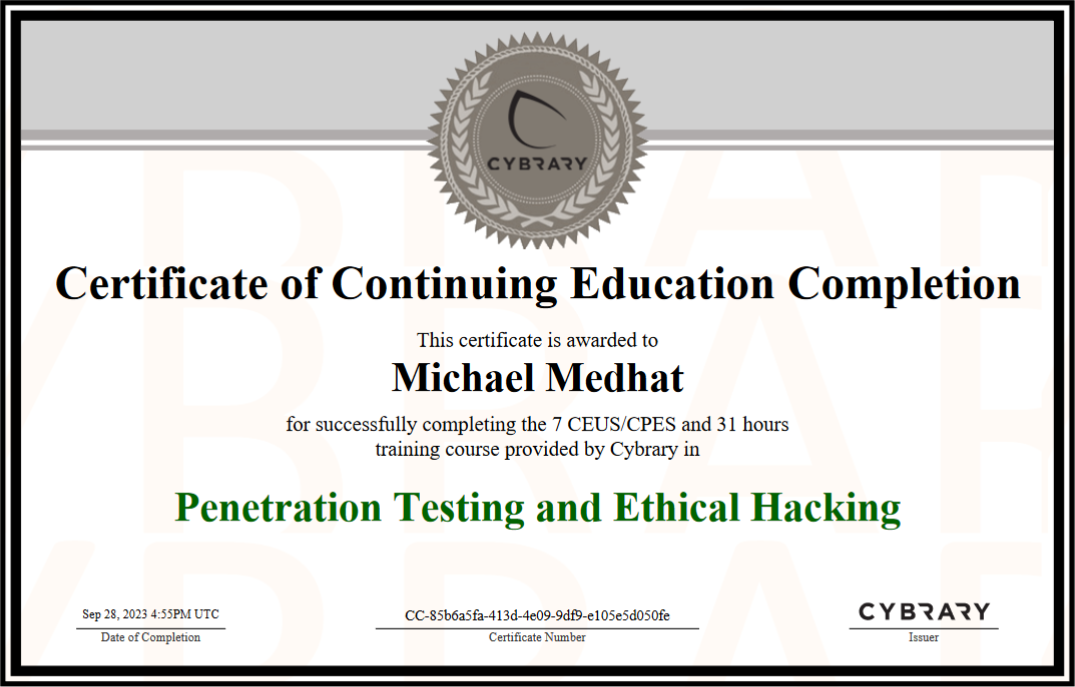 CYBRARY
Certificate of Continuing Education Completion
This certificate is awarded to
Michael Medhat
for successfully completing the 7 CEUS/CPES and 31 hours
training course provided by Cybrary in
Penetration Testing and Ethical Hacking
Sep 28, 2023 4:55PM UTC
Date of Completion
CC-85b6a5fa-413d-4e09-9df9-e105e5d050fe
Certificate Number
CYBRARY
Issuer